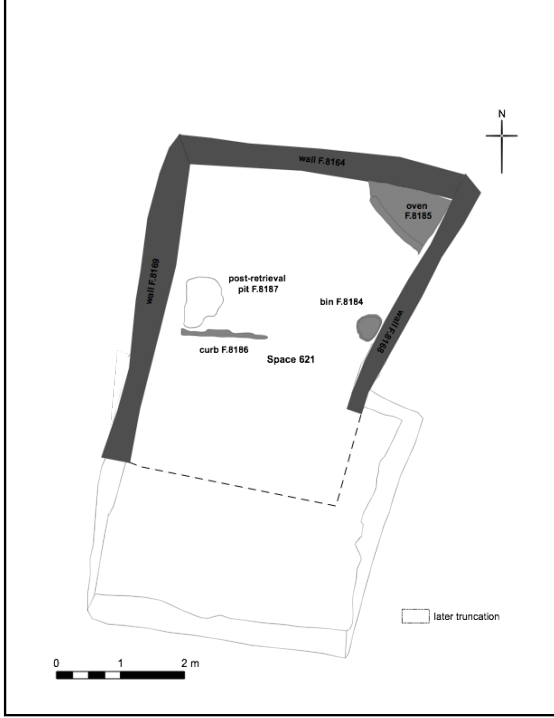 N
wall F.8164
oven
F.8185
wall F.8169
post-retrieval
pit F.8187
bin F.8184
wall F.8168
curb F.8186
Space 621
later truncation
0 1 2 m